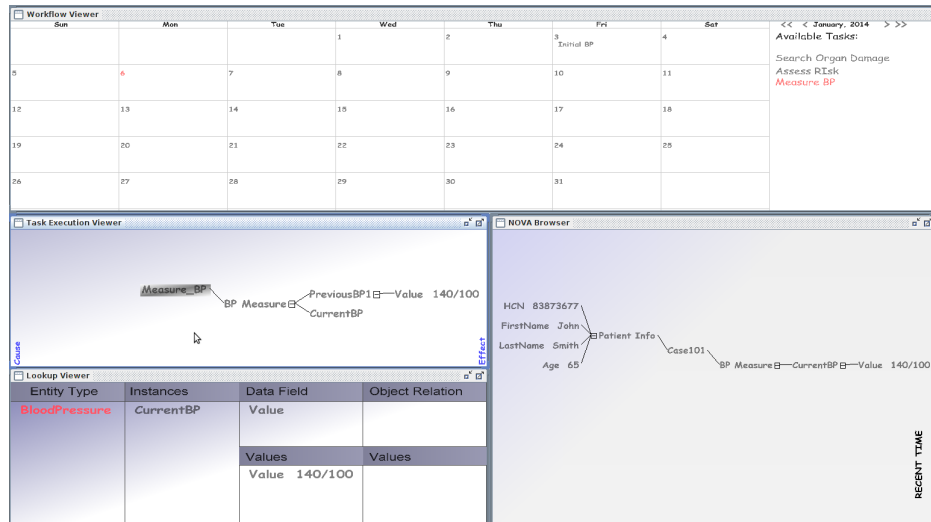 Workflow Viewer
Sun Mon Tue Wed Thu Fri Sat << < January, 2014 > >>
1 2 3 4 Available Tasks:
Initial BP
Search Organ Damage
5 6 7 8 9 10 11 Assess RIsk
Measure BP
12 13 14 15 16 17 18
19 20 21 22 23 24 25
26 27 28 29 30 31
Task Execution Viewer
Measure_BP
BP Measure
PreviousBP1 Value 140/100
CurrentBP
Cause
Effect
Lookup Viewer
Entity Type Instances Data Field Object Relation
BloodPressure CurrentBP Value
Values Values
Value 140/100
NOVA Browser
HCN 83873677
FirstName John
LastName Smith
Age 65
Patient Info
Case101
BP Measure CurrentBP Value 140/100
RECENT TIME